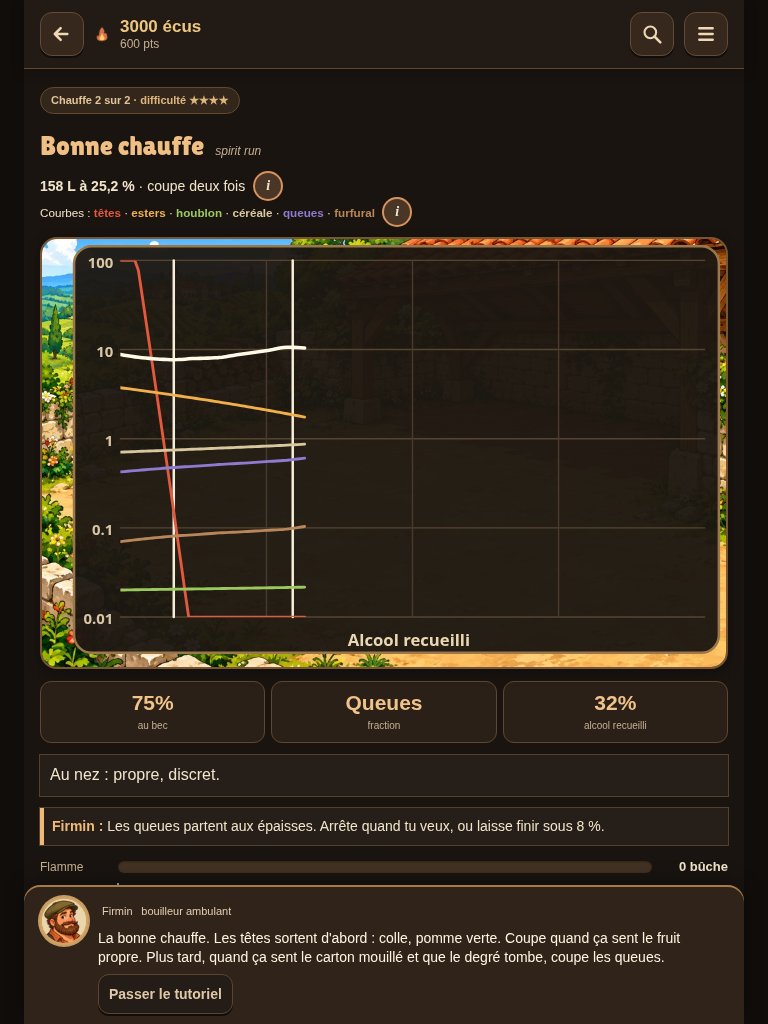 3000 écus
600 pts
Chauffe 2 sur 2 · difficulté ★★★★
Bonne chauffe spirit run
158 L à 25,2 % · coupe deux fois i
Courbes : têtes · esters · houblon · céréale · queues · furfural i
100
10
1
0.1
0.01
Alcool recueilli
75%
au bec
Queues
fraction
32%
alcool recueilli
Au nez : propre, discret.
Firmin : Les queues partent aux épaisses. Arrête quand tu veux, ou laisse finir sous 8 %.
Flamme 0 bûche
Firmin bouilleur ambulant
La bonne chauffe. Les têtes sortent d'abord : colle, pomme verte. Coupe quand ça sent le fruit
propre. Plus tard, quand ça sent le carton mouillé et que le degré tombe, coupe les queues.
Passer le tutoriel